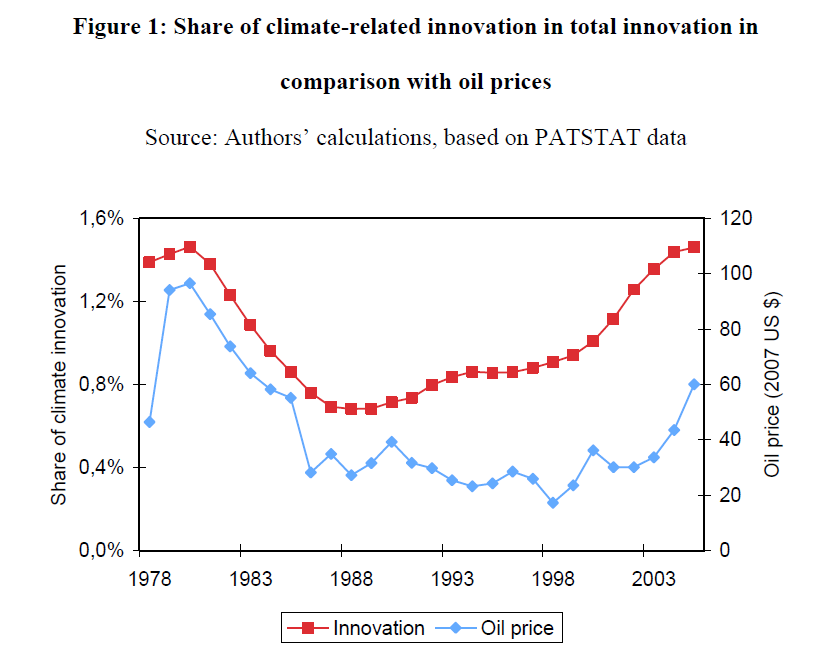 Figure 1: Share of climate-related innovation in total innovation in
comparison with oil prices
Source: Authors’ calculations, based on PATSTAT data
1,6%
1,2%
0,8%
0,4%
0,0%
Share of climate innovation
120
100
80
60
40
20
0
Oil price (2007 US $)
1978 1983 1988 1993 1998 2003
Innovation Oil price